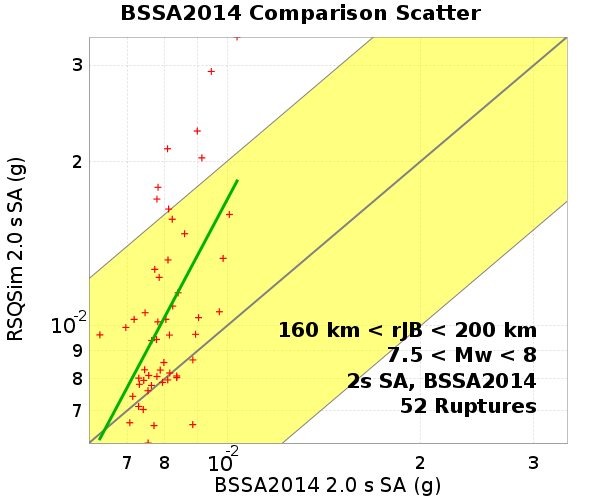 BSSA2014 Comparison Scatter
RSQSim 2.0 s SA (g)
3
2
10-2
9
8
7
160 km < rJB < 200 km
7.5 < Mw < 8
2s SA, BSSA2014
52 Ruptures
7 8 10-2 2 3
BSSA2014 2.0 s SA (g)